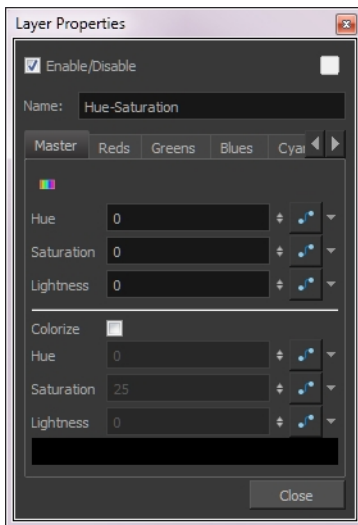 Layer Properties
Enable/Disable
Name: Hue-Saturation
Master Reds Greens Blues
Hue 0
Saturation 0
Lightness 0
Colorize
Hue 0
Saturation 25
Lightness 0
Close